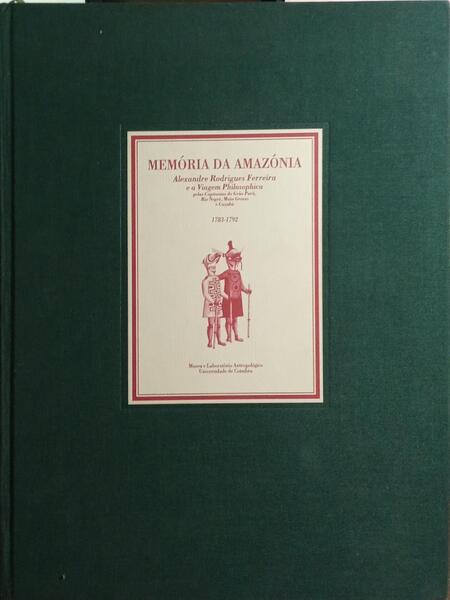 MEMÓRIA DA AMAZÓNIA
Alexandre Rodrigues Ferreira
e a Viagem Philosophica
pelas Capitanias do Grão-Pará,
Rio Negro, Mato Grosso
e Cuyabá
1783-1792
Museu e Laboratório Antropológico
Universidade de Coimbra